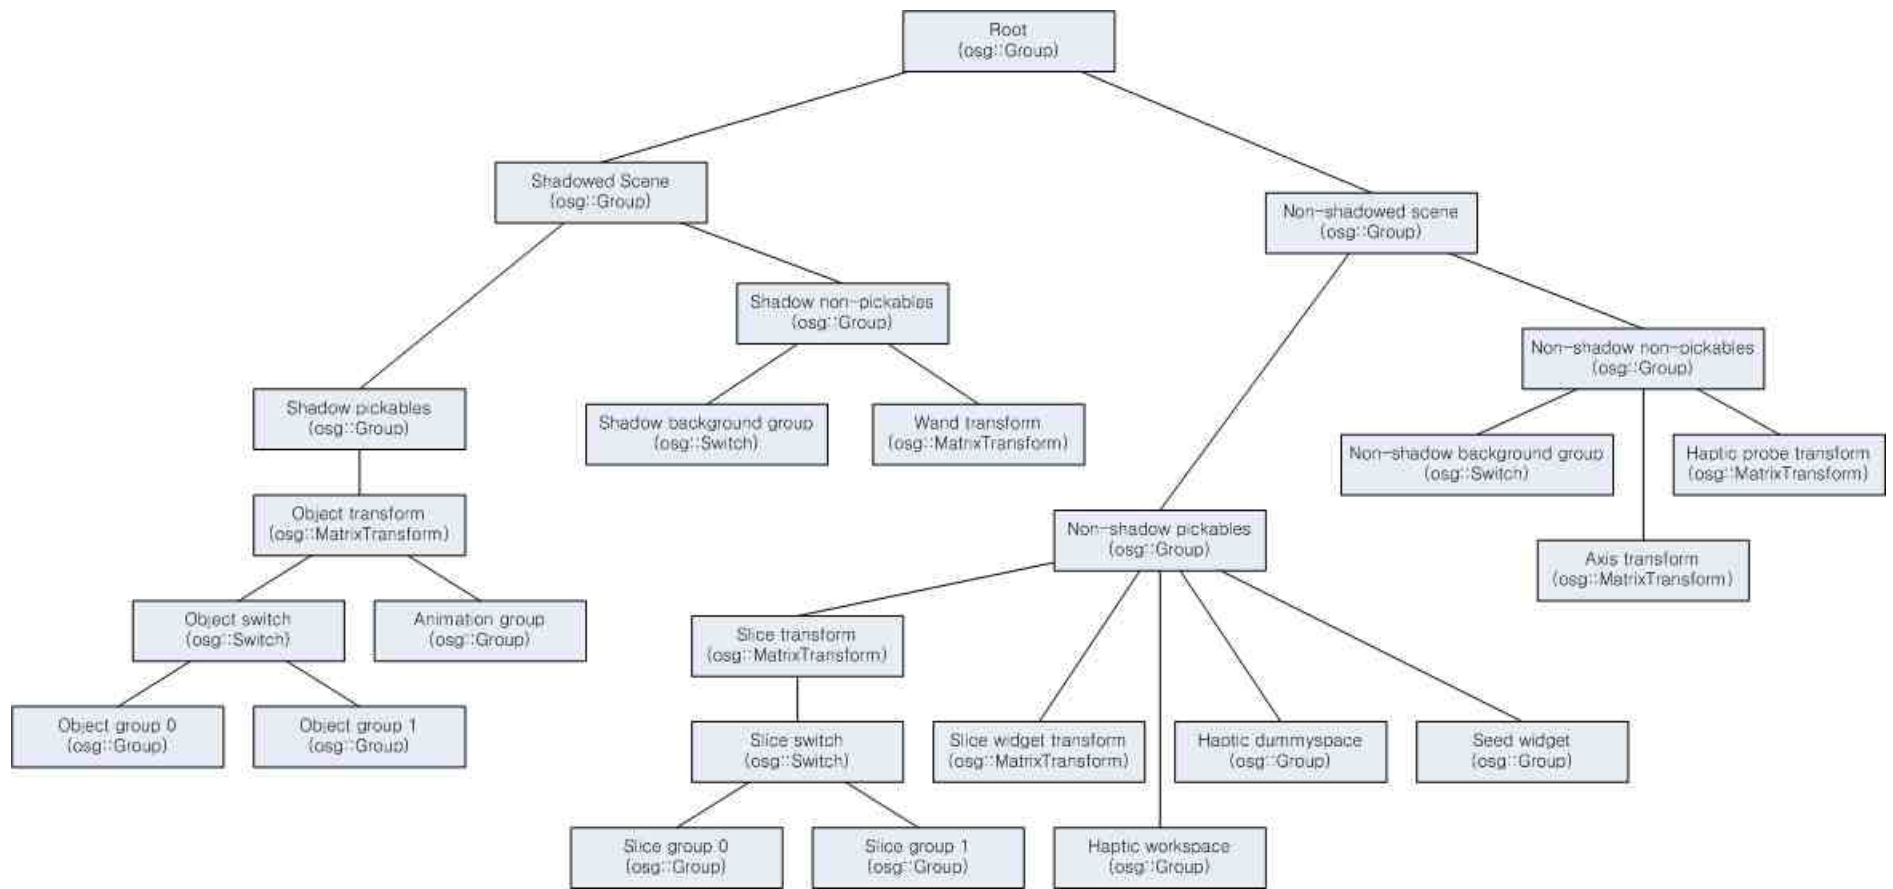 Root
(osg::Group)
Shadowed Scene
(osg::Group)
Non-shadowed scene
(osg::Group)
Shadow non-pickables
(osg::Group)
Non-shadow non-pickables
(osg::Group)
Shadow pickables
(osg::Group)
Shadow background group
(osg::Switch)
Wand transform
(osg::MatrixTransform)
Non-shadow background group
(osg::Switch)
Haptic probe transform
(osg::MatrixTransform)
Object transform
(osg::MatrixTransform)
Non-shadow pickables
(osg::Group)
Axis transform
(osg::MatrixTransform)
Object switch
(osg::Switch)
Animation group
(osg::Group)
Slice transform
(osg::MatrixTransform)
Object group 0
(osg::Group)
Object group 1
(osg::Group)
Slice switch
(osg::Switch)
Slice widget transform
(osg::MatrixTransform)
Haptic dummyspace
(osg::Group)
Seed widget
(osg::Group)
Slice group 0
(osg::Group)
Slice group 1
(osg::Group)
Haptic workspace
(osg::Group)